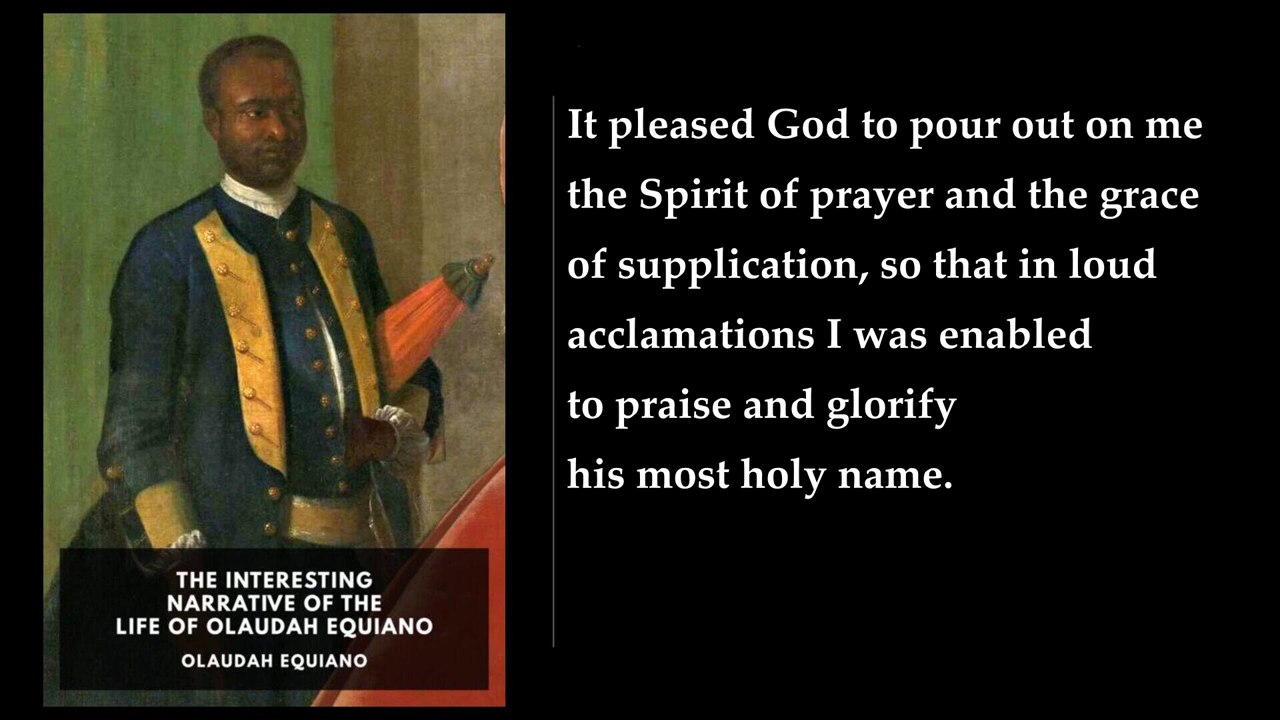 It pleased God to pour out on me
the Spirit of prayer and the grace
of supplication, so that in loud
acclamations I was enabled
to praise and glorify
his most holy name.
THE INTERESTING
NARRATIVE OF THE
LIFE OF OLAUDAH EQUIANO
OLAUDAH EQUIANO